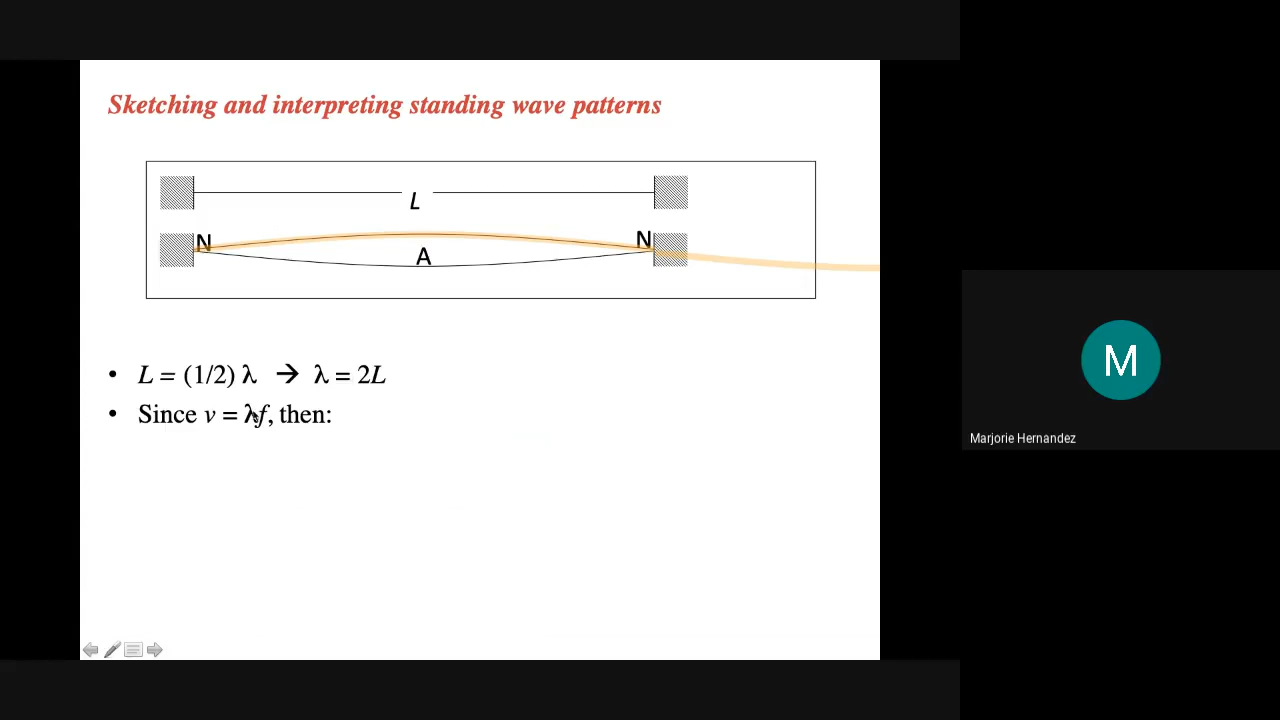 Sketching and interpreting standing wave patterns
L
N N
A
• L = (1/2) λ → λ = 2L
• Since v = λf, then:
M
Marjorie Hernandez